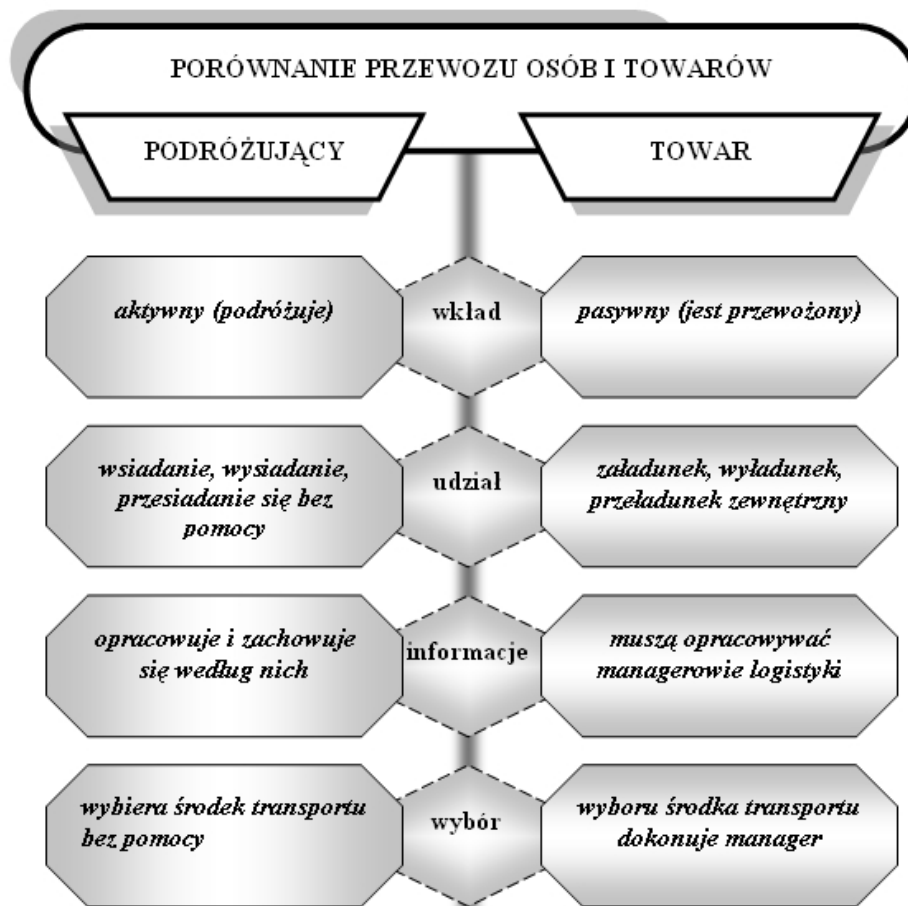 PORÓWNANIE PRZEWOZU OSÓB I TOWARÓW
PODRÓŻUJĄCY
TOWAR
aktywny (podróżuje)
wkład
pasywny (jest przewożony)
wsiadanie, wysiadanie,
przesiadanie się bez
pomocy
udział
załadunek, wyładunek,
przeładunek zewnętrzny
opracowuje i zachowuje
się według nich
informacje
muszą opracowywać
managerowie logistyki
wybiera środek transportu
bez pomocy
wybór
wyboru środka transportu
dokonuje manager